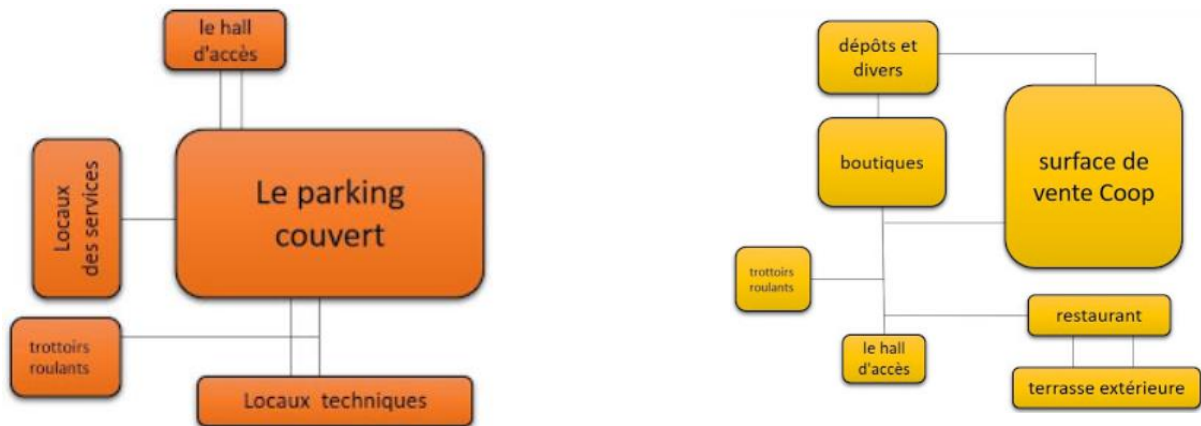 le hall
d'accès
Locaux
des services
Le parking
couvert
trottoirs
roulants
Locaux techniques
dépôts et
divers
boutiques
surface de
vente Coop
trottoirs
roulants
restaurant
le hall
d'accès
terrasse extérieure